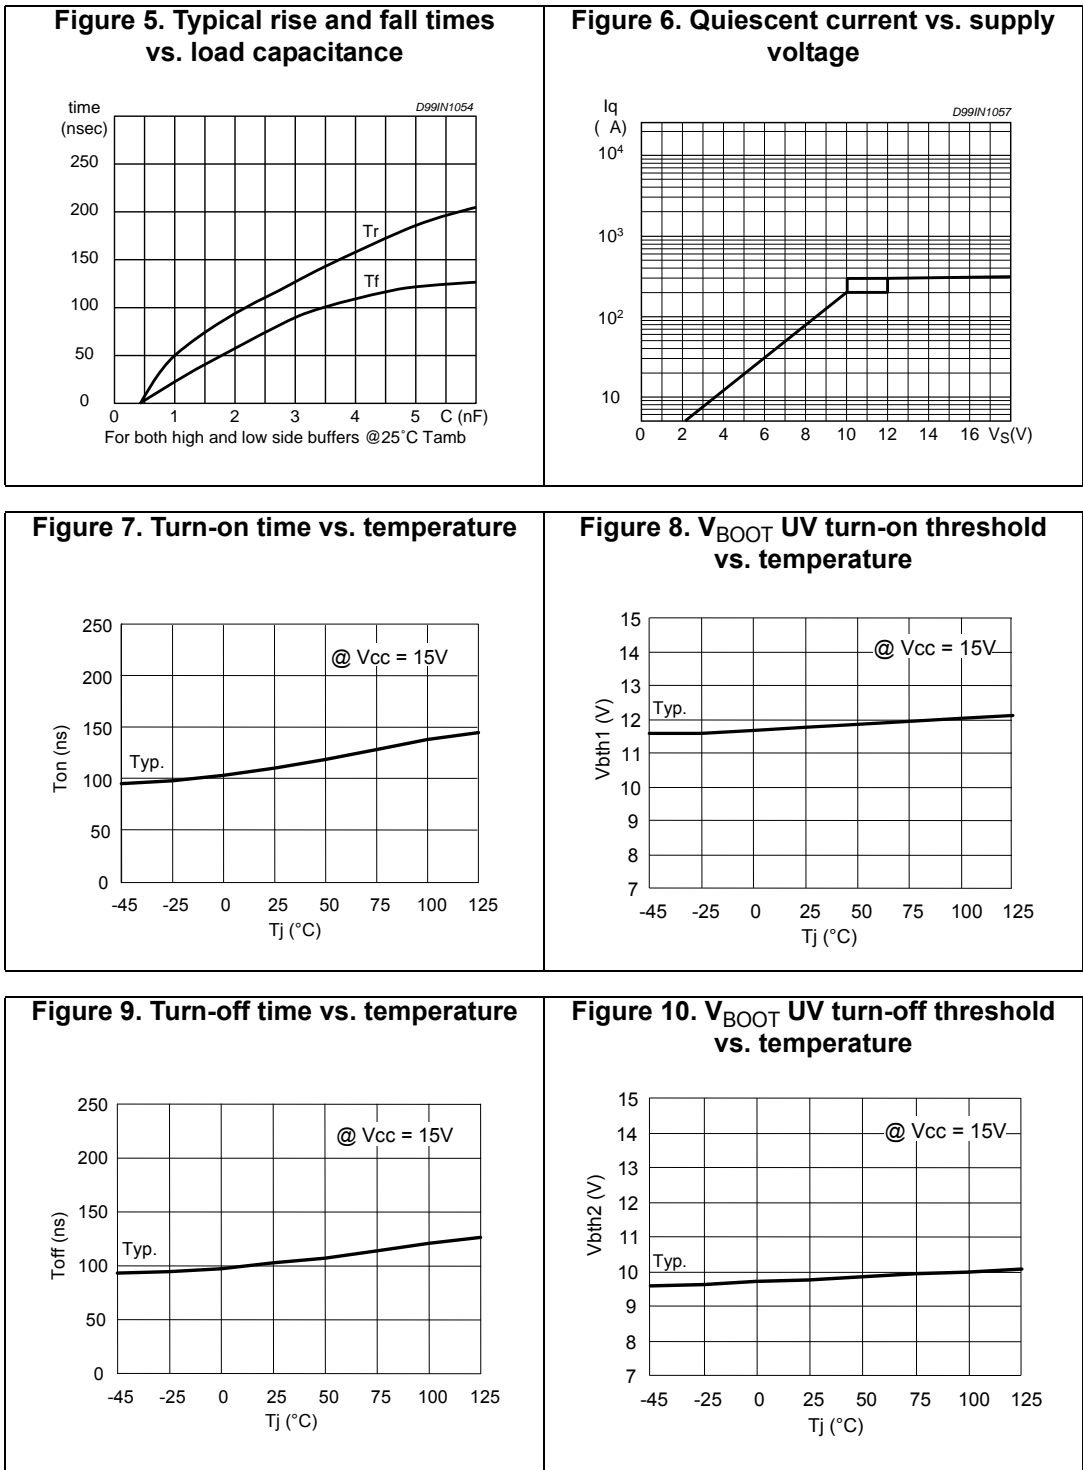 Figure 5. Typical rise and fall times
vs. load capacitance
time
(nsec)
D99IN1054
250
200
150
100
50
0
Tr
Tf
0 1 2 3 4 5 C (nF)
For both high and low side buffers @25˚C Tamb
Figure 6. Quiescent current vs. supply
voltage
Iq
( A)
D99IN1057
10⁴
10³
10²
10
0 2 4 6 8 10 12 14 16 VS(V)
Figure 7. Turn-on time vs. temperature
250
200
150
100
50
0
Ton (ns)
@ Vcc = 15V
Typ.
-45 -25 0 25 50 75 100 125
Tj (°C)
Figure 8. VBOOT UV turn-on threshold
vs. temperature
15
14
13
12
11
10
9
8
7
Vbth1 (V)
@ Vcc = 15V
Typ.
-45 -25 0 25 50 75 100 125
Tj (°C)
Figure 9. Turn-off time vs. temperature
250
200
150
100
50
0
Toff (ns)
@ Vcc = 15V
Typ.
-45 -25 0 25 50 75 100 125
Tj (°C)
Figure 10. VBOOT UV turn-off threshold
vs. temperature
15
14
13
12
11
10
9
8
7
Vbth2 (V)
@ Vcc = 15V
Typ.
-45 -25 0 25 50 75 100 125
Tj (°C)